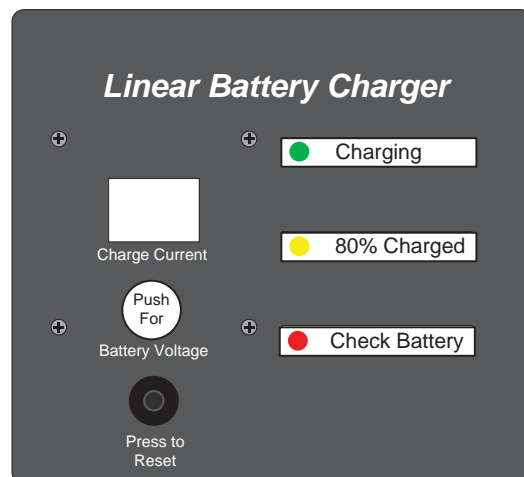 Linear Battery Charger
Charging
Charge Current
80% Charged
Push
For
Battery Voltage
Check Battery
Press to
Reset